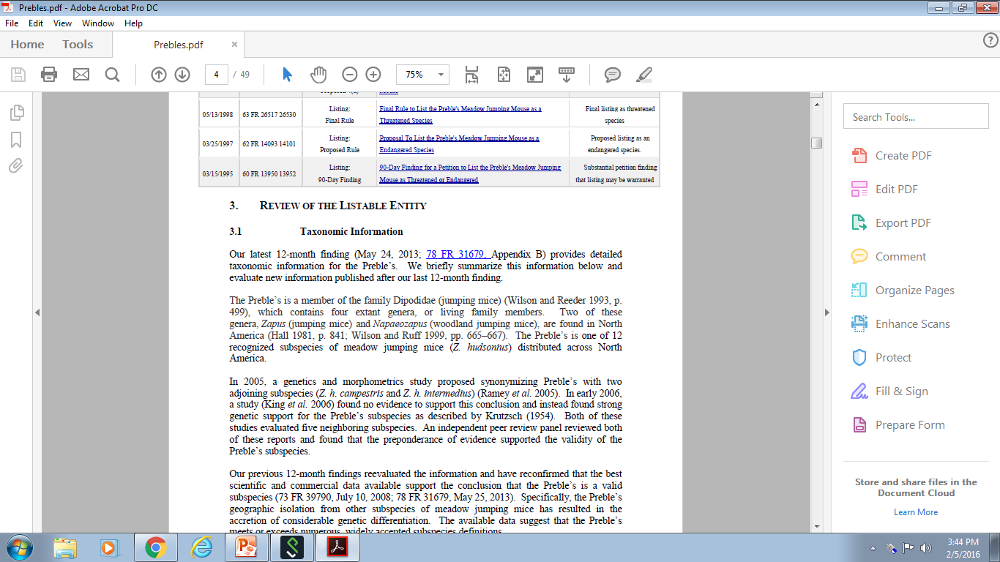 Prebles.pdf - Adobe Acrobat Pro DC
File Edit View Window Help
Home Tools Prebles.pdf ×
4 / 49 75%
05/13/1998 63 FR 26517 26530 Listing: Final Rule Final Rule to List the Preble's Meadow Jumping Mouse as a Threatened Species Final listing as threatened species
03/25/1997 62 FR 14093 14101 Listing: Proposed Rule Proposal To List the Preble's Meadow Jumping Mouse as a Endangered Species Proposed listing as an endangered species.
03/15/1995 60 FR 13950 13952 Listing: 90-Day Finding 90-Day Finding for a Petition to List the Preble's Meadow Jumping Mouse as Threatened or Endangered Substantial petition finding that listing may be warranted
3. REVIEW OF THE LISTABLE ENTITY
3.1 Taxonomic Information
Our latest 12-month finding (May 24, 2013; 78 FR 31679, Appendix B) provides detailed
taxonomic information for the Preble's. We briefly summarize this information below and
evaluate new information published after our last 12-month finding.
The Preble's is a member of the family Dipodidae (jumping mice) (Wilson and Reeder 1993, p.
499), which contains four extant genera, or living family members. Two of these
genera, Zapus (jumping mice) and Napaeozapus (woodland jumping mice), are found in North
America (Hall 1981, p. 841; Wilson and Ruff 1999, pp. 665–667). The Preble's is one of 12
recognized subspecies of meadow jumping mice (Z. hudsonius) distributed across North
America.
In 2005, a genetics and morphometrics study proposed synonymizing Preble's with two
adjoining subspecies (Z. h. campestris and Z. h. intermedius) (Ramey et al. 2005). In early 2006,
a study (King et al. 2006) found no evidence to support this conclusion and instead found strong
genetic support for the Preble's subspecies as described by Krutzsch (1954). Both of these
studies evaluated five neighboring subspecies. An independent peer review panel reviewed both
of these reports and found that the preponderance of evidence supported the validity of the
Preble's subspecies.
Our previous 12-month findings reevaluated the information and have reconfirmed that the best
scientific and commercial data available support the conclusion that the Preble's is a valid
subspecies (73 FR 39790, July 10, 2008; 78 FR 31679, May 25, 2013). Specifically, the Preble's
geographic isolation from other subspecies of meadow jumping mice has resulted in the
accretion of considerable genetic differentiation. The available data suggest that the Preble's
meets or exceeds numerous, widely accepted subspecies definitions.
Search Tools...
Create PDF
Edit PDF
Export PDF
Comment
Organize Pages
Enhance Scans
Protect
Fill & Sign
Prepare Form
Store and share files in the
Document Cloud
Learn More
3:44 PM
2/5/2016